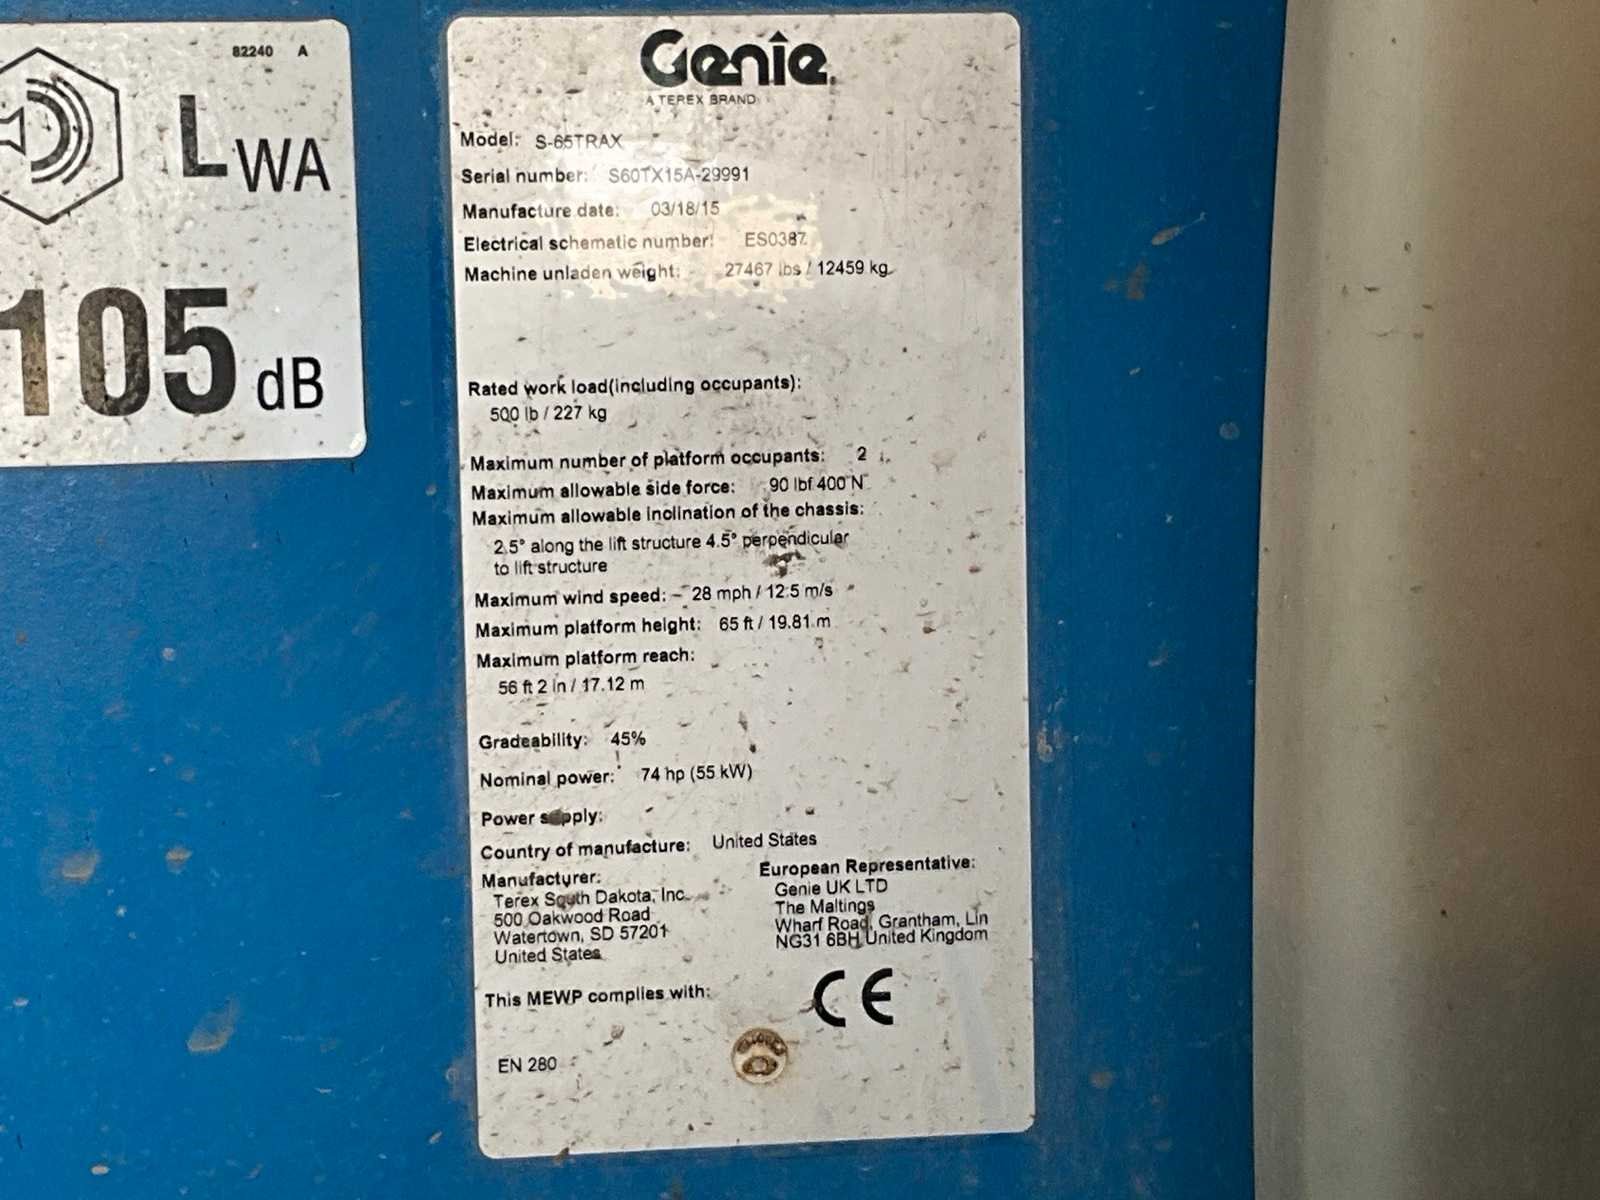 82240 A
LWA
105 dB
Genie
A TEREX BRAND
Model: S-65TRAX
Serial number: S60TX15A-29991
Manufacture date: 03/18/15
Electrical schematic number: ES0387
Machine unladen weight: 27467 lbs / 12459 kg
Rated work load(including occupants):
500 lb / 227 kg
Maximum number of platform occupants: 2
Maximum allowable side force: 90 lbf 400 N
Maximum allowable inclination of the chassis:
2.5° along the lift structure 4.5° perpendicular
to lift structure
Maximum wind speed: 28 mph / 12.5 m/s
Maximum platform height: 65 ft / 19.81 m
Maximum platform reach:
56 ft 2 in / 17.12 m
Gradeability: 45%
Nominal power: 74 hp (55 kW)
Power supply:
Country of manufacture: United States
Manufacturer:
Terex South Dakota, Inc.
500 Oakwood Road
Watertown, SD 57201
United States
European Representative:
Genie UK LTD
The Maltings
Wharf Road, Grantham, Lin
NG31 6BH United Kingdom
This MEWP complies with:
CE
EN 280